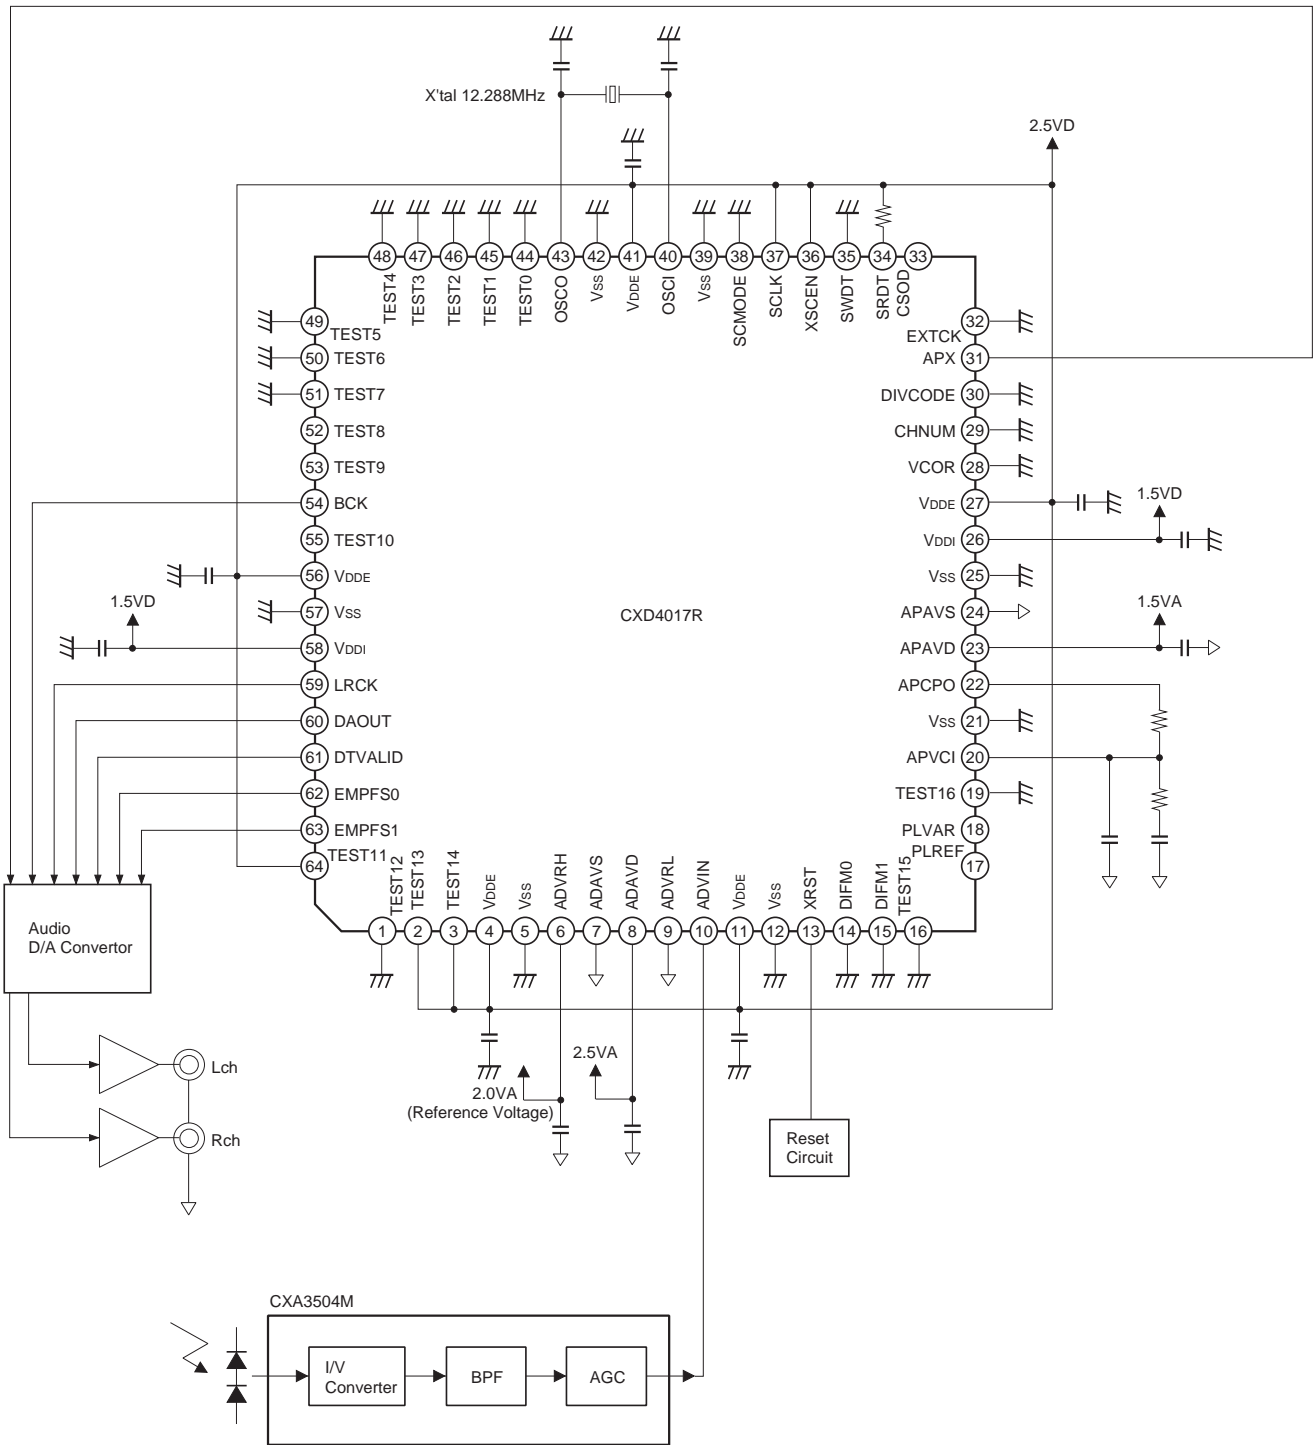 X'tal 12.288MHz
2.5VD
48 47 46 45 44 43 42 41 40 39 38 37 36 35 34 33
TEST4 TEST3 TEST2 TEST1 TEST0 OSCO VSS VDDE OSCI VSS SCMODE SCLK XSCEN SWDT SRDT CSOD
49 TEST5
50 TEST6
51 TEST7
52 TEST8
53 TEST9
54 BCK
55 TEST10
56 VDDE
57 VSS
1.5VD
58 VDDI
59 LRCK
60 DAOUT
61 DTVALID
62 EMPFS0
63 EMPFS1
64 TEST11
CXD4017R
EXTCK 32
APX 31
DIVCODE 30
CHNUM 29
VCOR 28
VDDE 27
1.5VD
VDDI 26
VSS 25
1.5VA
APAVS 24
APAVD 23
APCPO 22
VSS 21
APVCI 20
TEST16 19
PLVAR 18
PLREF 17
TEST12 TEST13 TEST14 VDDE VSS ADVRH ADAVS ADAVD ADVRL ADVIN VDDE VSS XRST DIFM0 DIFM1 TEST15
1 2 3 4 5 6 7 8 9 10 11 12 13 14 15 16
Audio
D/A Convertor
Lch
Rch
2.5VA
2.0VA
(Reference Voltage)
Reset
Circuit
CXA3504M
I/V
Converter
BPF
AGC